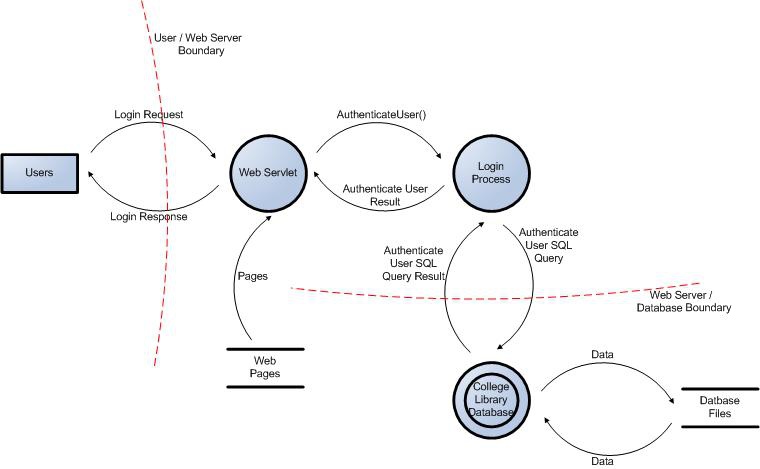 User / Web Server
Boundary
Login Request
AuthenticateUser()
Users
Web Servlet
Login
Process
Authenticate User
Result
Login Response
Authenticate
User SQL
Query
Authenticate
User SQL
Query Result
Pages
Web Server /
Database Boundary
Web
Pages
Data
College
Library
Database
Datbase
Files
Data